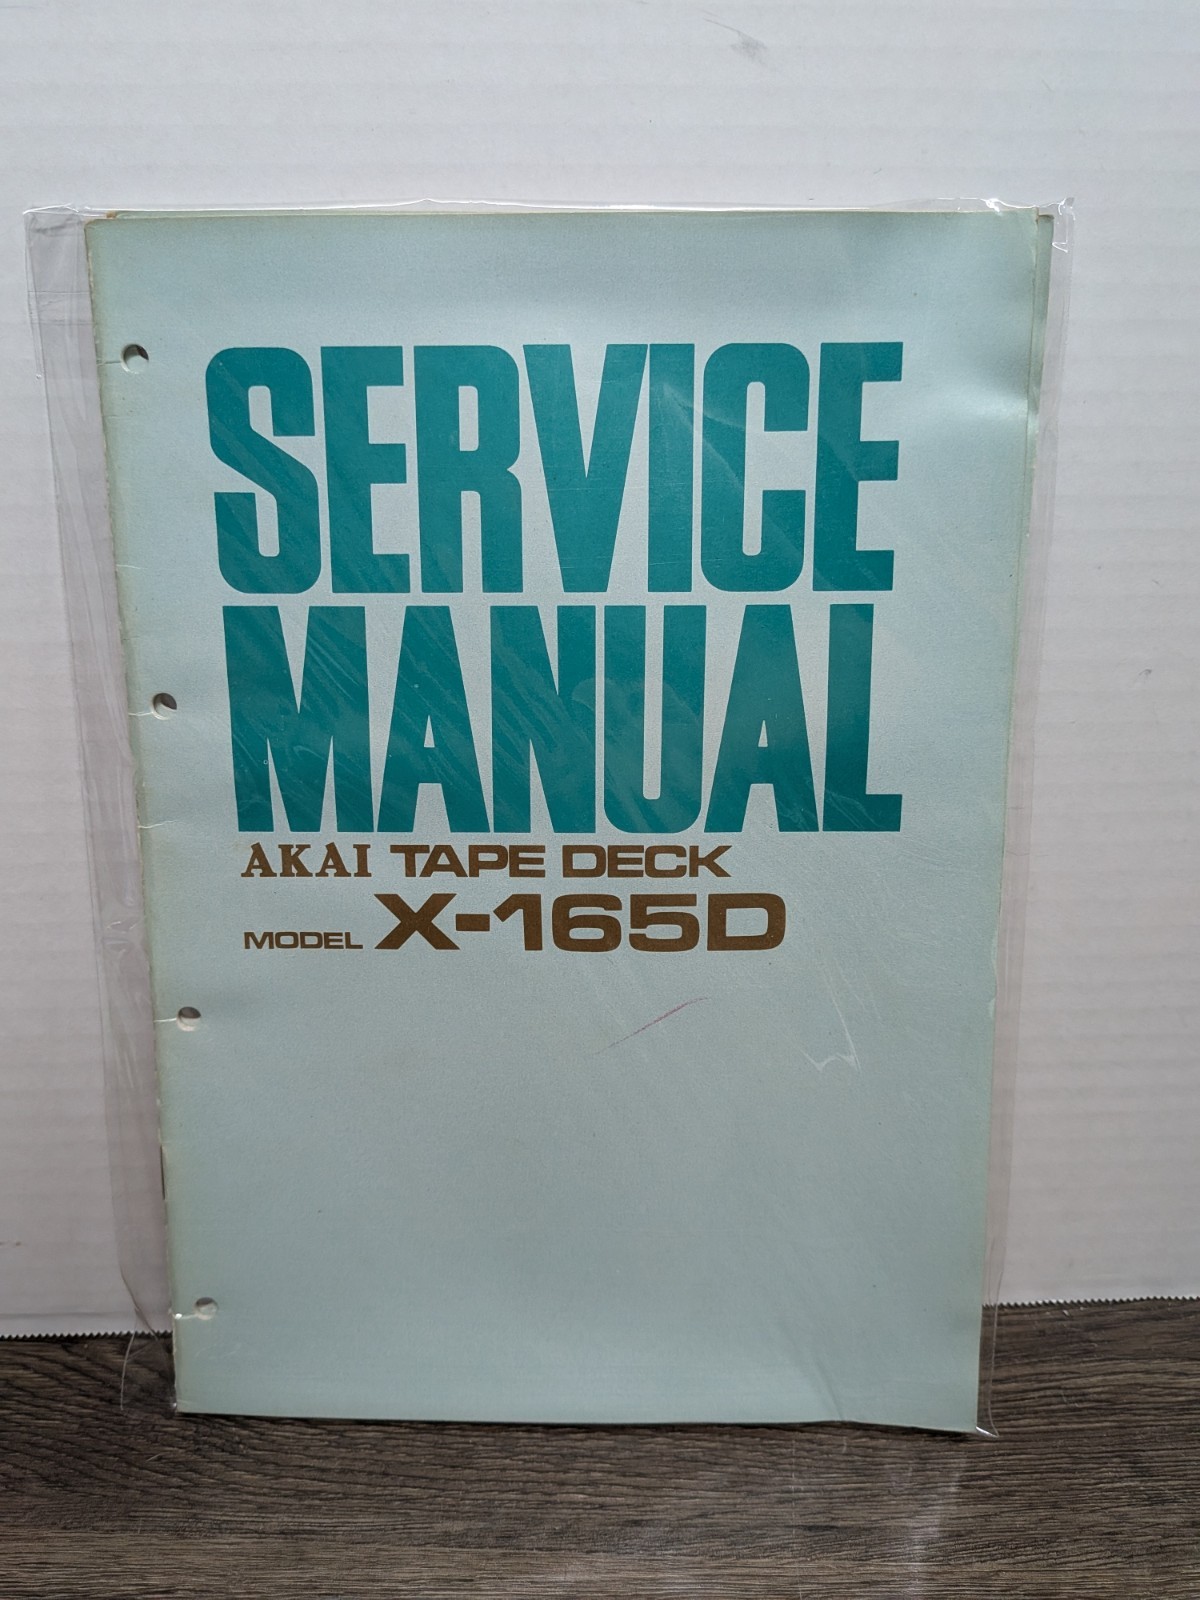 SERVICE
MANUAL
AKAI TAPE DECK
MODEL X-165D